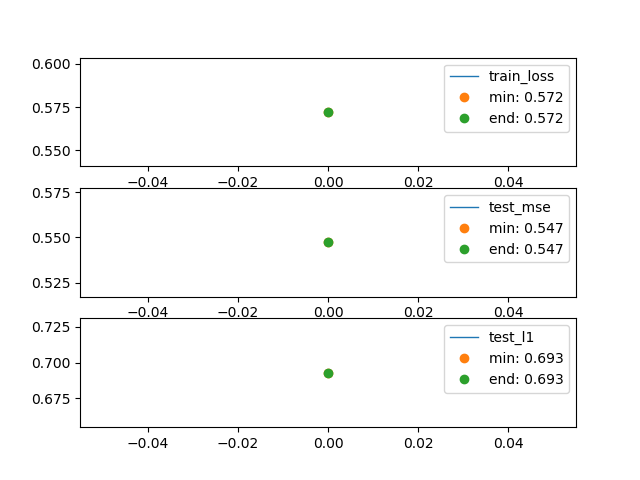 0.600
0.575
0.550
train_loss
min: 0.572
end: 0.572
−0.04 −0.02 0.00 0.02 0.04
0.575
0.550
0.525
test_mse
min: 0.547
end: 0.547
−0.04 −0.02 0.00 0.02 0.04
0.725
0.700
0.675
test_l1
min: 0.693
end: 0.693
−0.04 −0.02 0.00 0.02 0.04